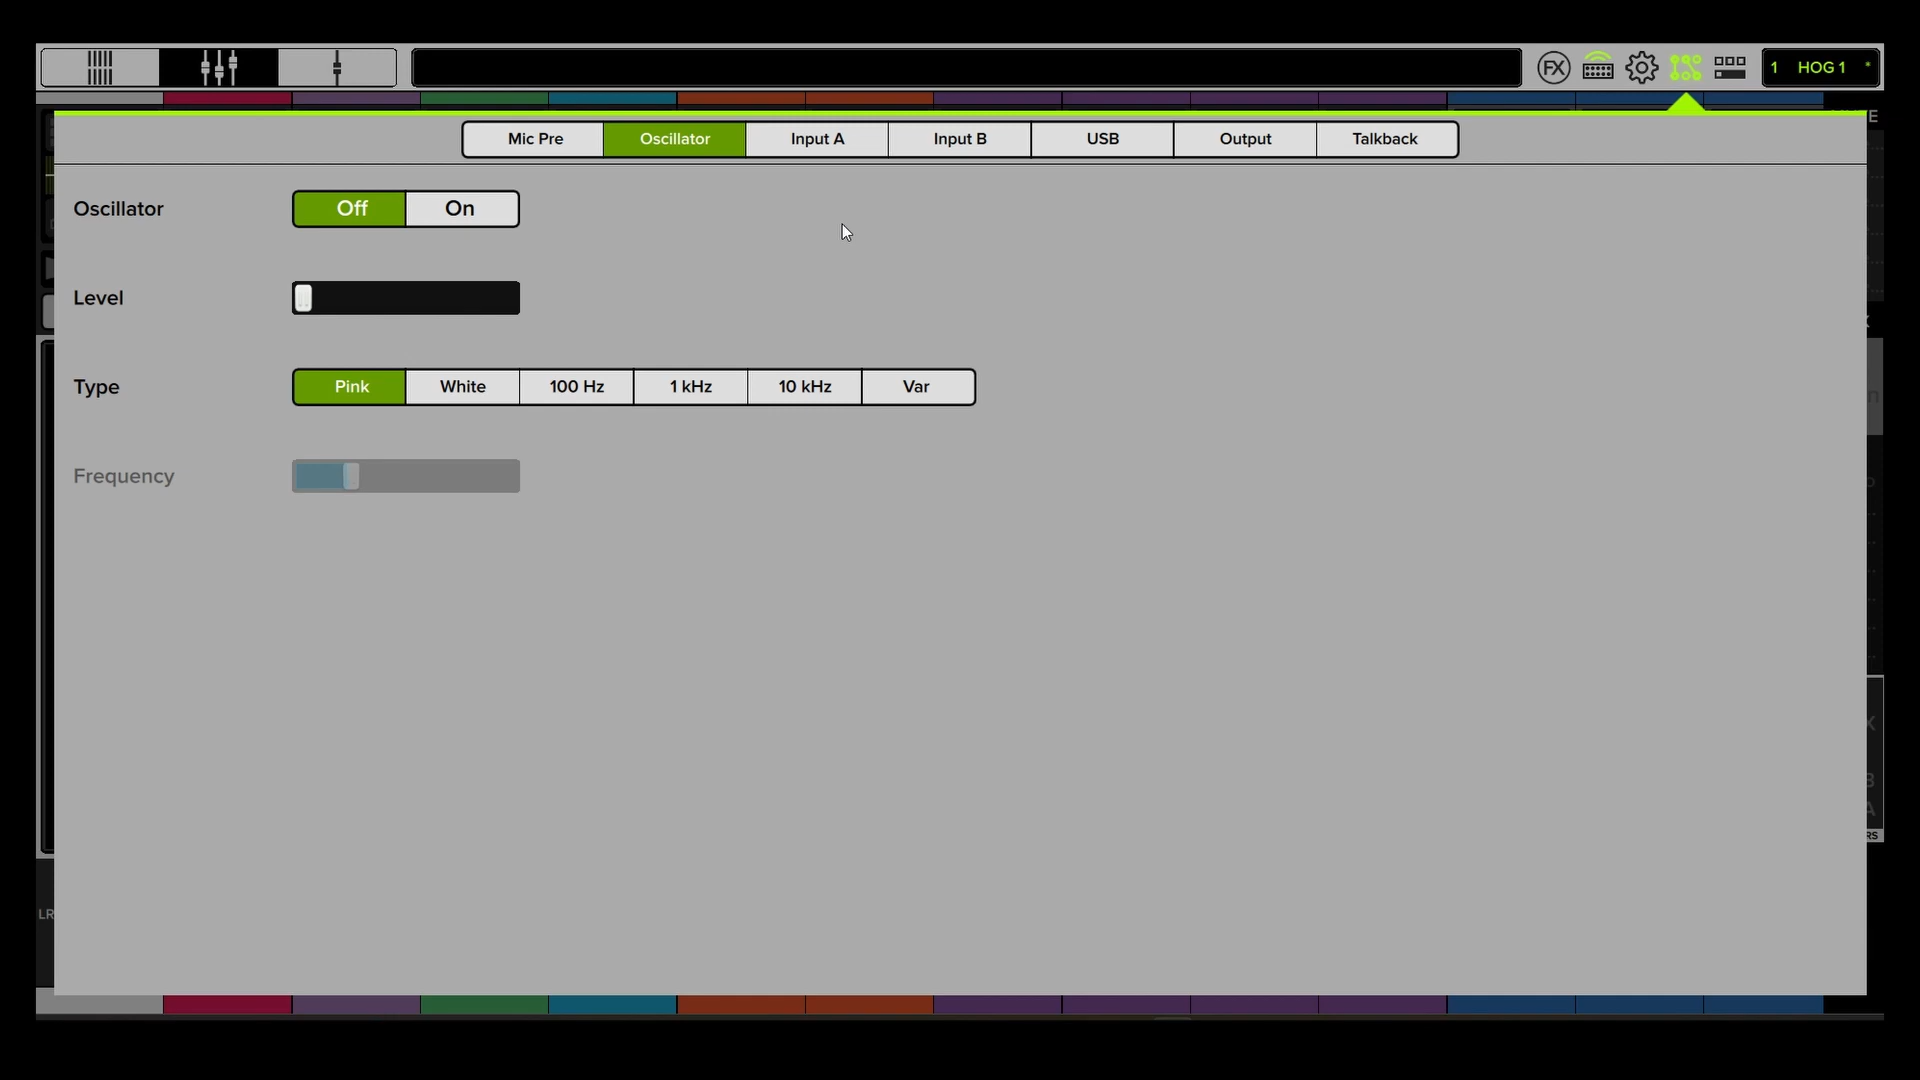 FX
1 HOG 1 *
Mic Pre Oscillator Input A Input B USB Output Talkback
Oscillator Off On
Level
Type Pink White 100 Hz 1 kHz 10 kHz Var
Frequency
LR